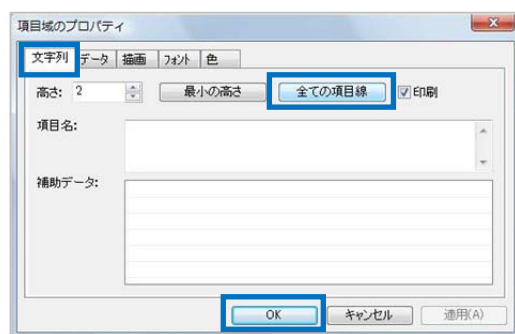 項目域のプロパティ
文字列 データ 描画 フォント 色
高さ: 2 最小の高さ 全ての項目線 印刷
項目名:
補助データ:
OK キャンセル 適用(A)